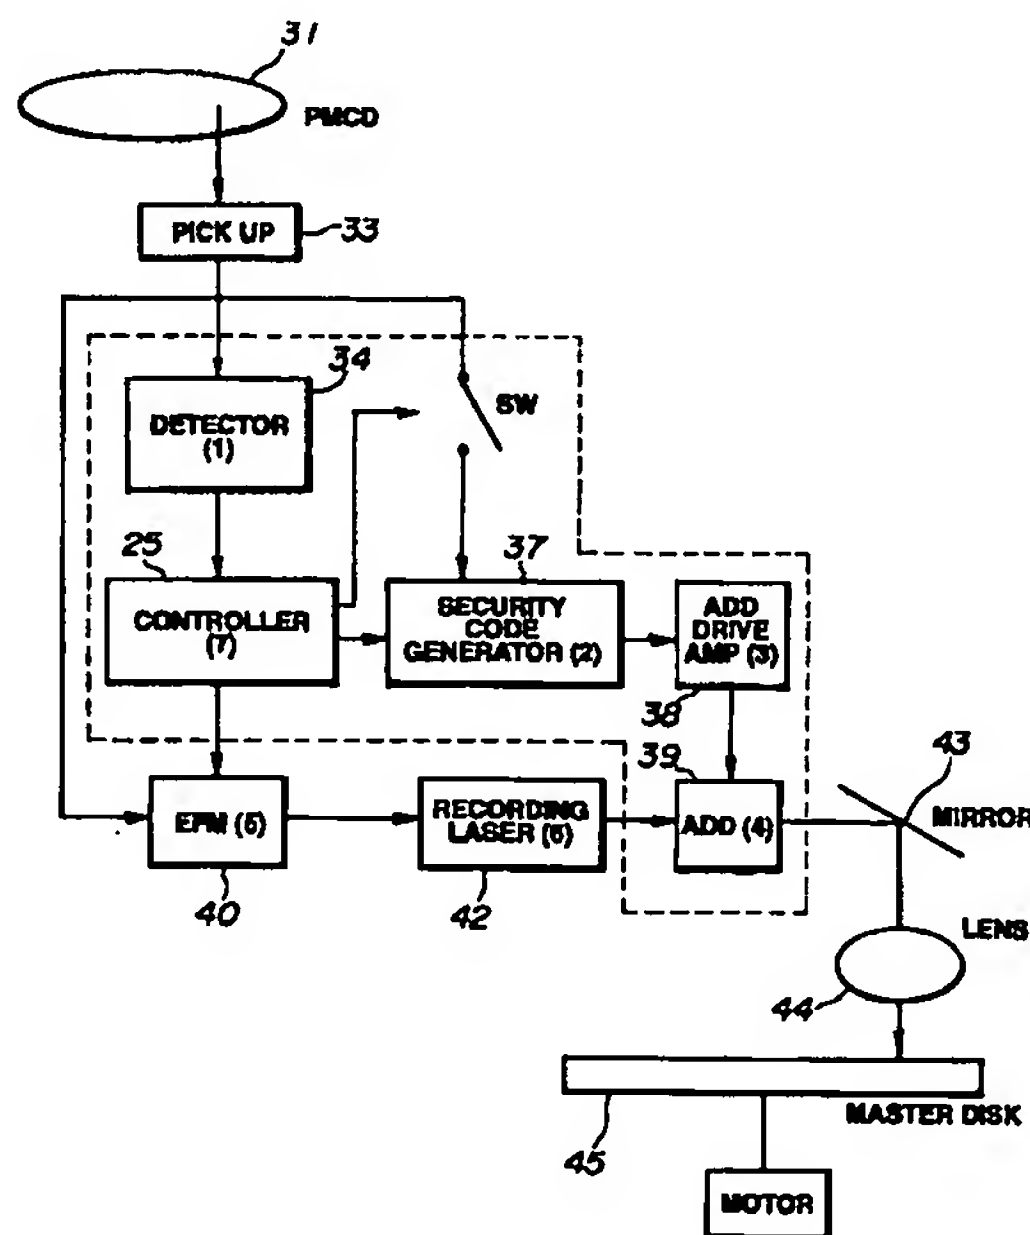 31
PMCD
PICK UP
33
34
DETECTOR
(1)
SW
25
CONTROLLER
(7)
37
SECURITY
CODE
GENERATOR (2)
ADD
DRIVE
AMP (3)
38
39
43
MIRROR
EFM (5)
RECORDING
LASER (6)
ADD (4)
40
42
LENS
44
MASTER DISK
45
MOTOR